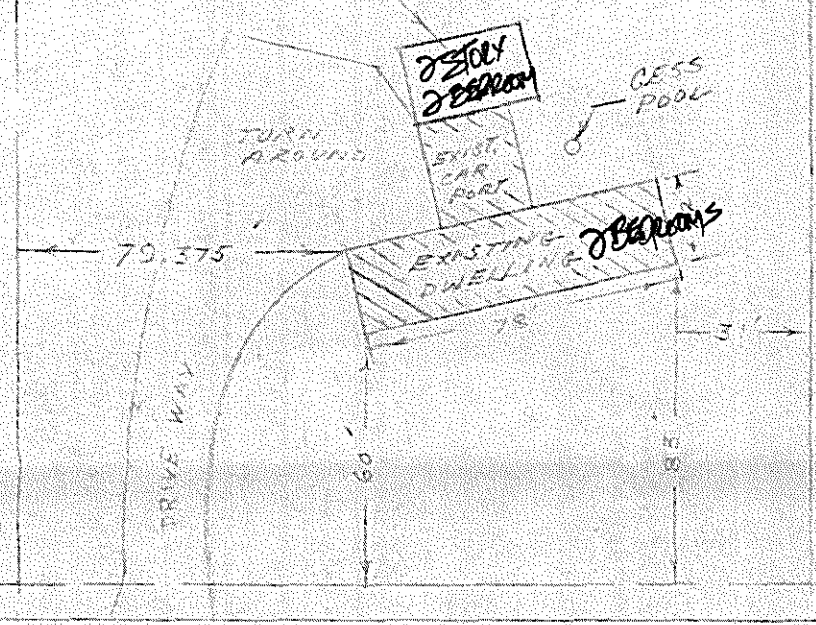 2 STORY
2 BEDROOM
CESS
POOL
TURN
AROUND
EXIST.
CAR
PORT
79.375'
EXISTING
DWELLING
2 BEDROOMS
78
60'
83
DRIVE WAY